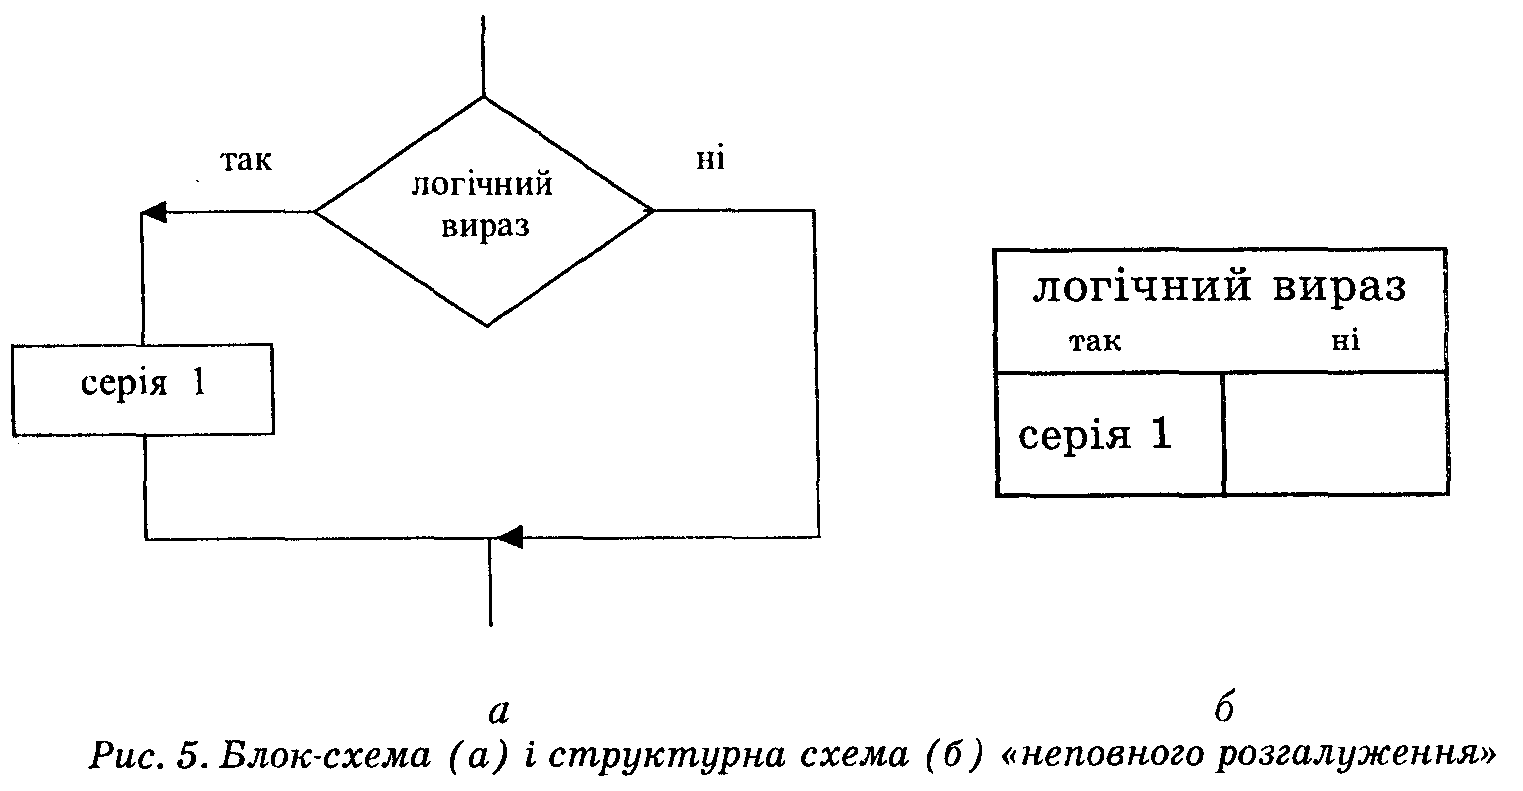 так
ні
логічний
вираз
серія 1
логічний вираз
так ні
серія 1
а
б
Рис. 5. Блок-схема (а) і структурна схема (б) «неповного розгалуження»